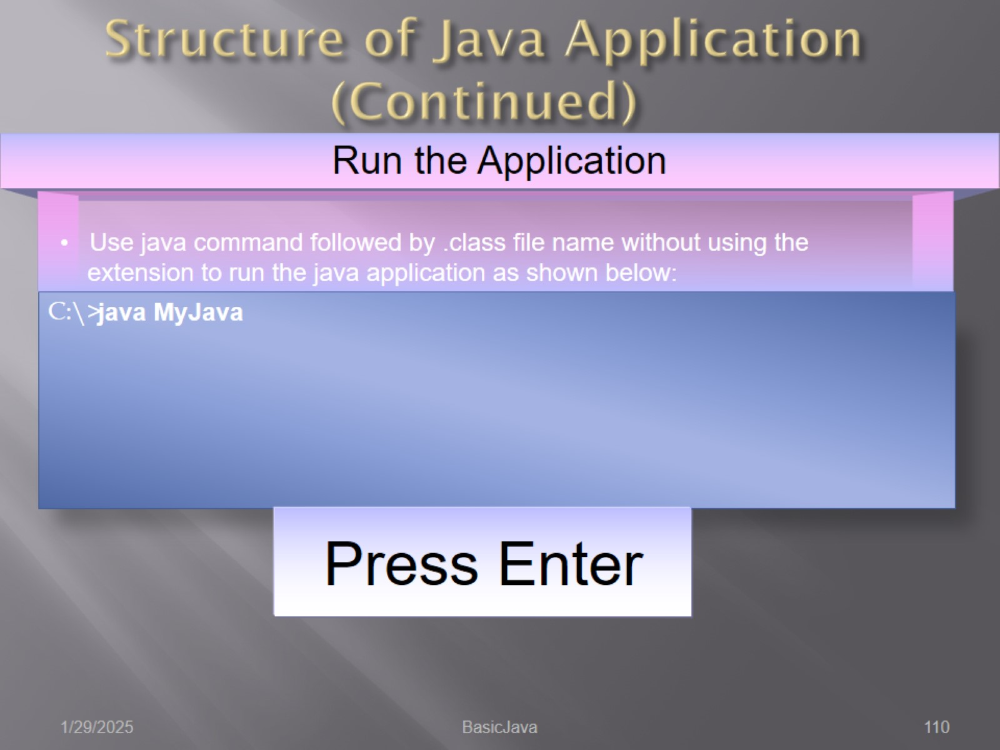 Structure of Java Application
(Continued)
Run the Application
• Use java command followed by .class file name without using the
extension to run the java application as shown below:
C:\>java MyJava
Press Enter
1/29/2025 BasicJava 110